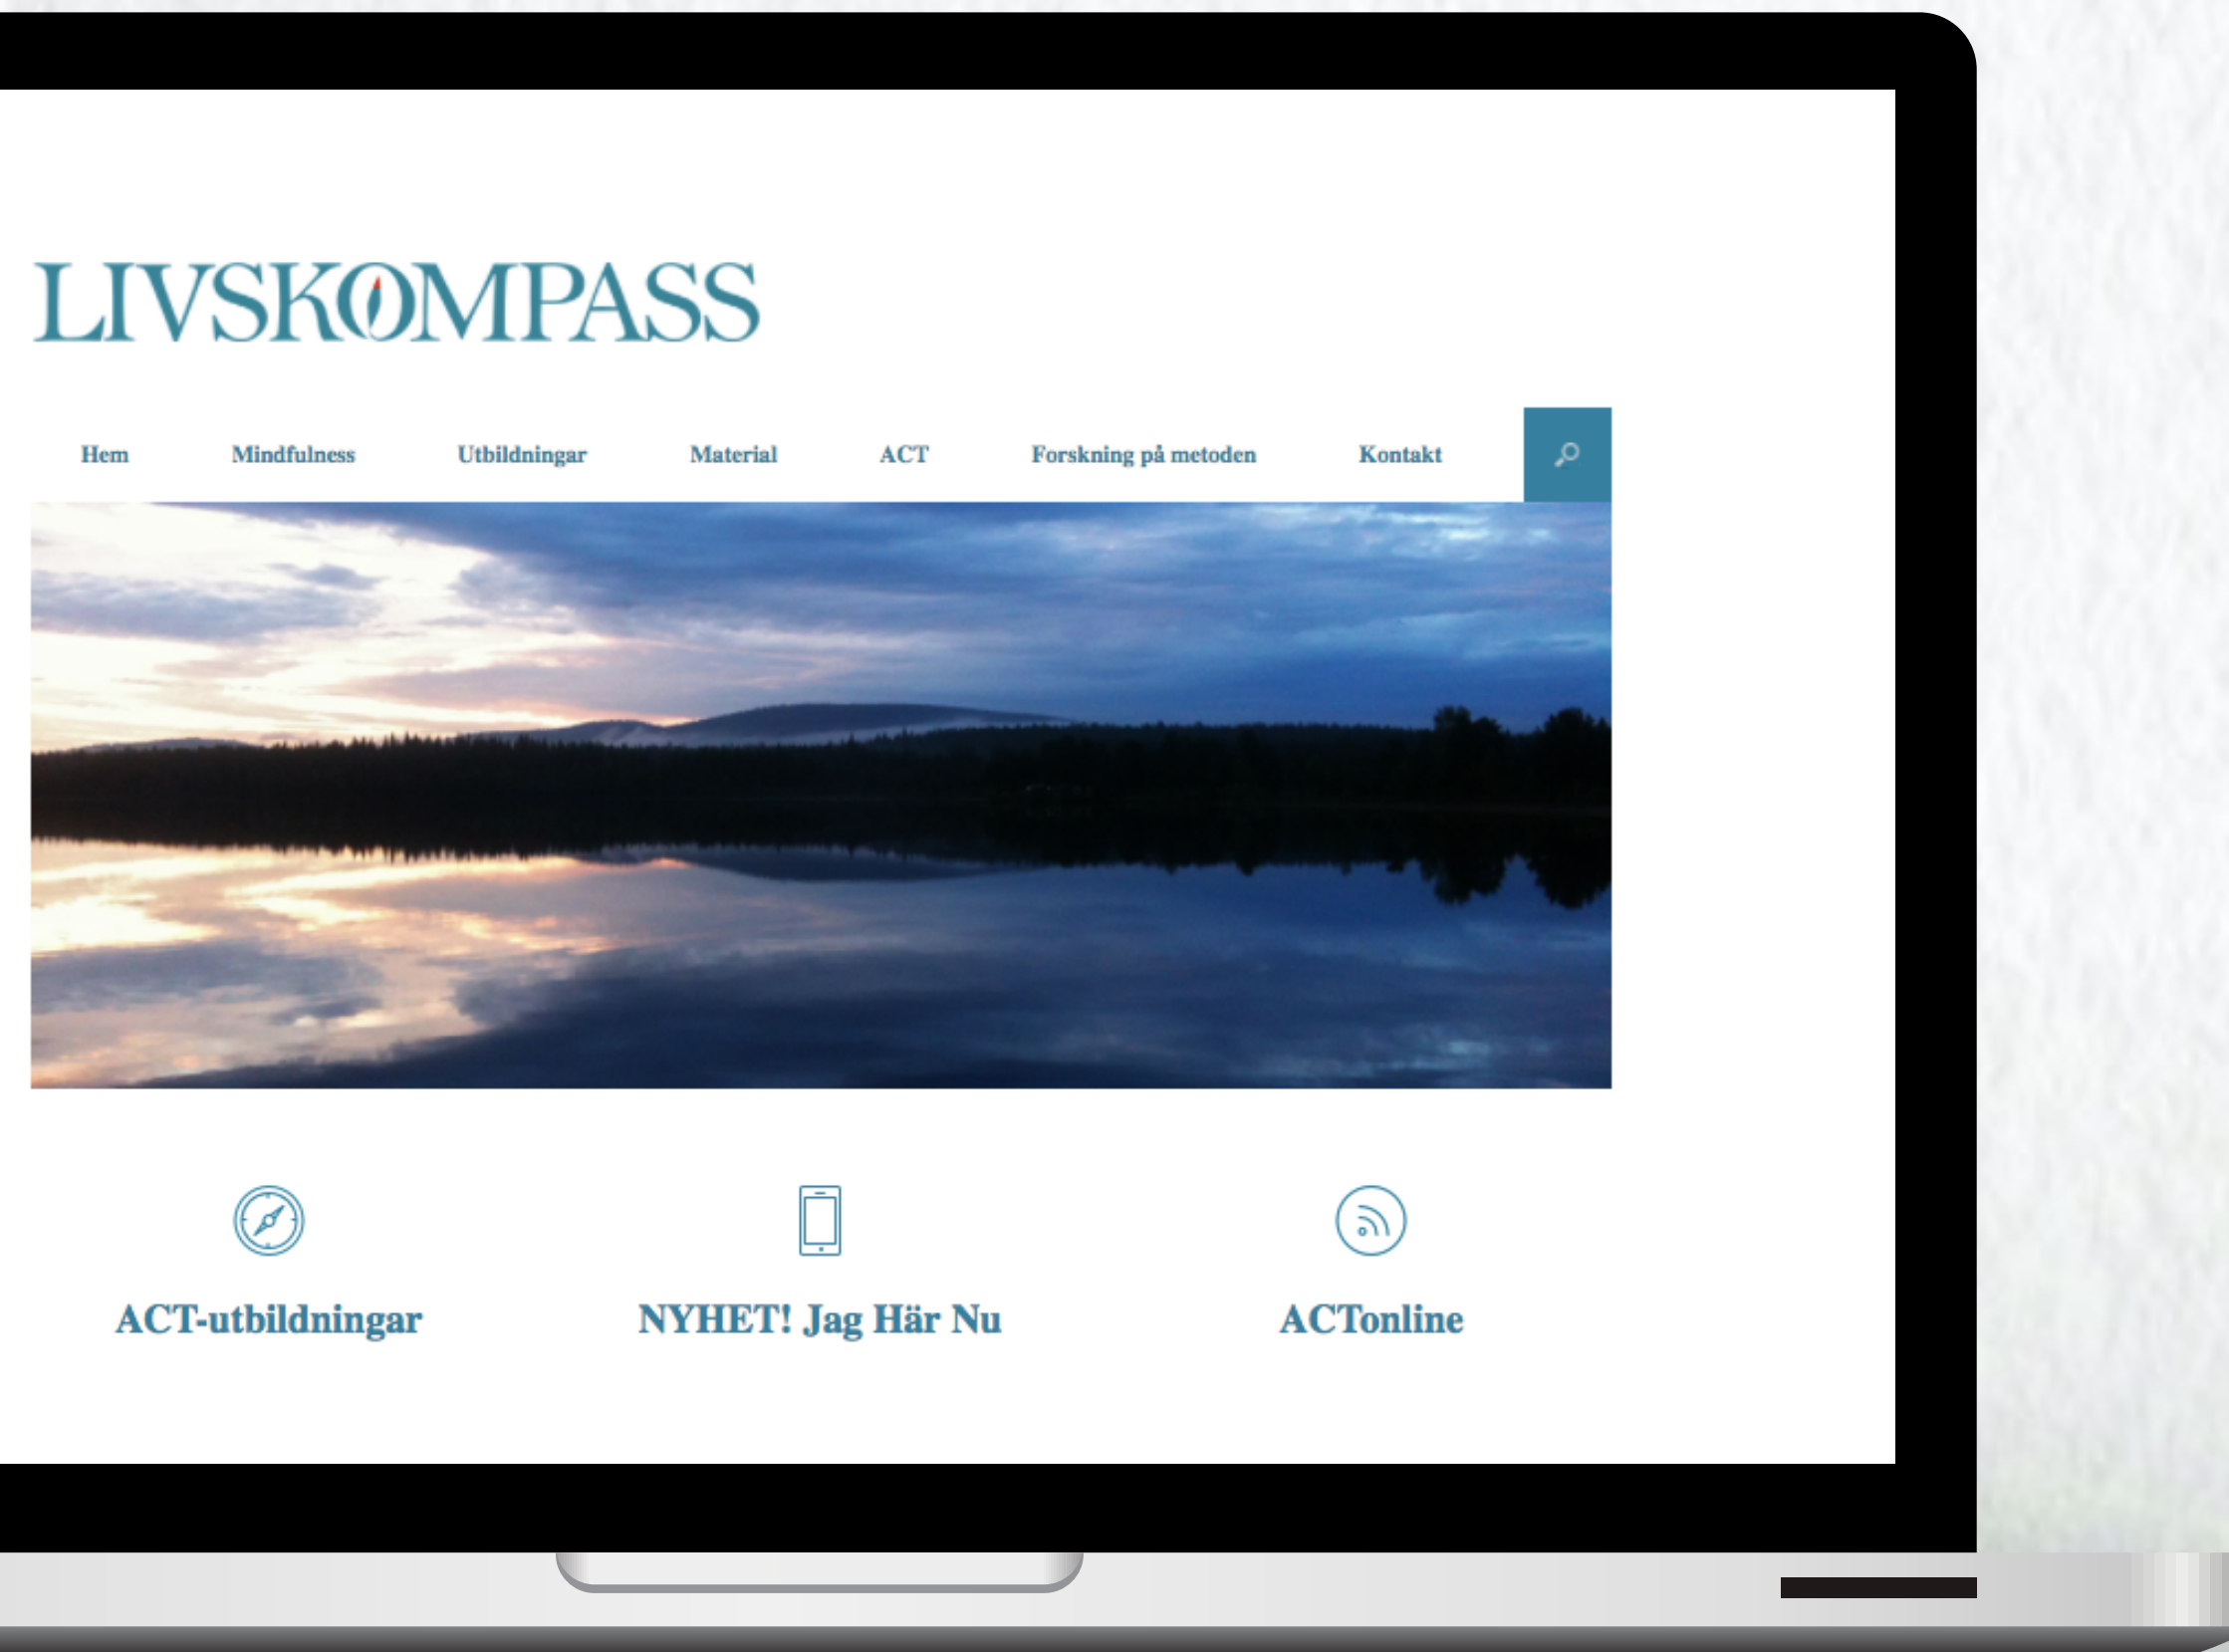 LIVSKOMPASS
Hem Mindfulness Utbildningar Material ACT Forskning på metoden Kontakt
ACT-utbildningar NYHET! Jag Här Nu ACTonline